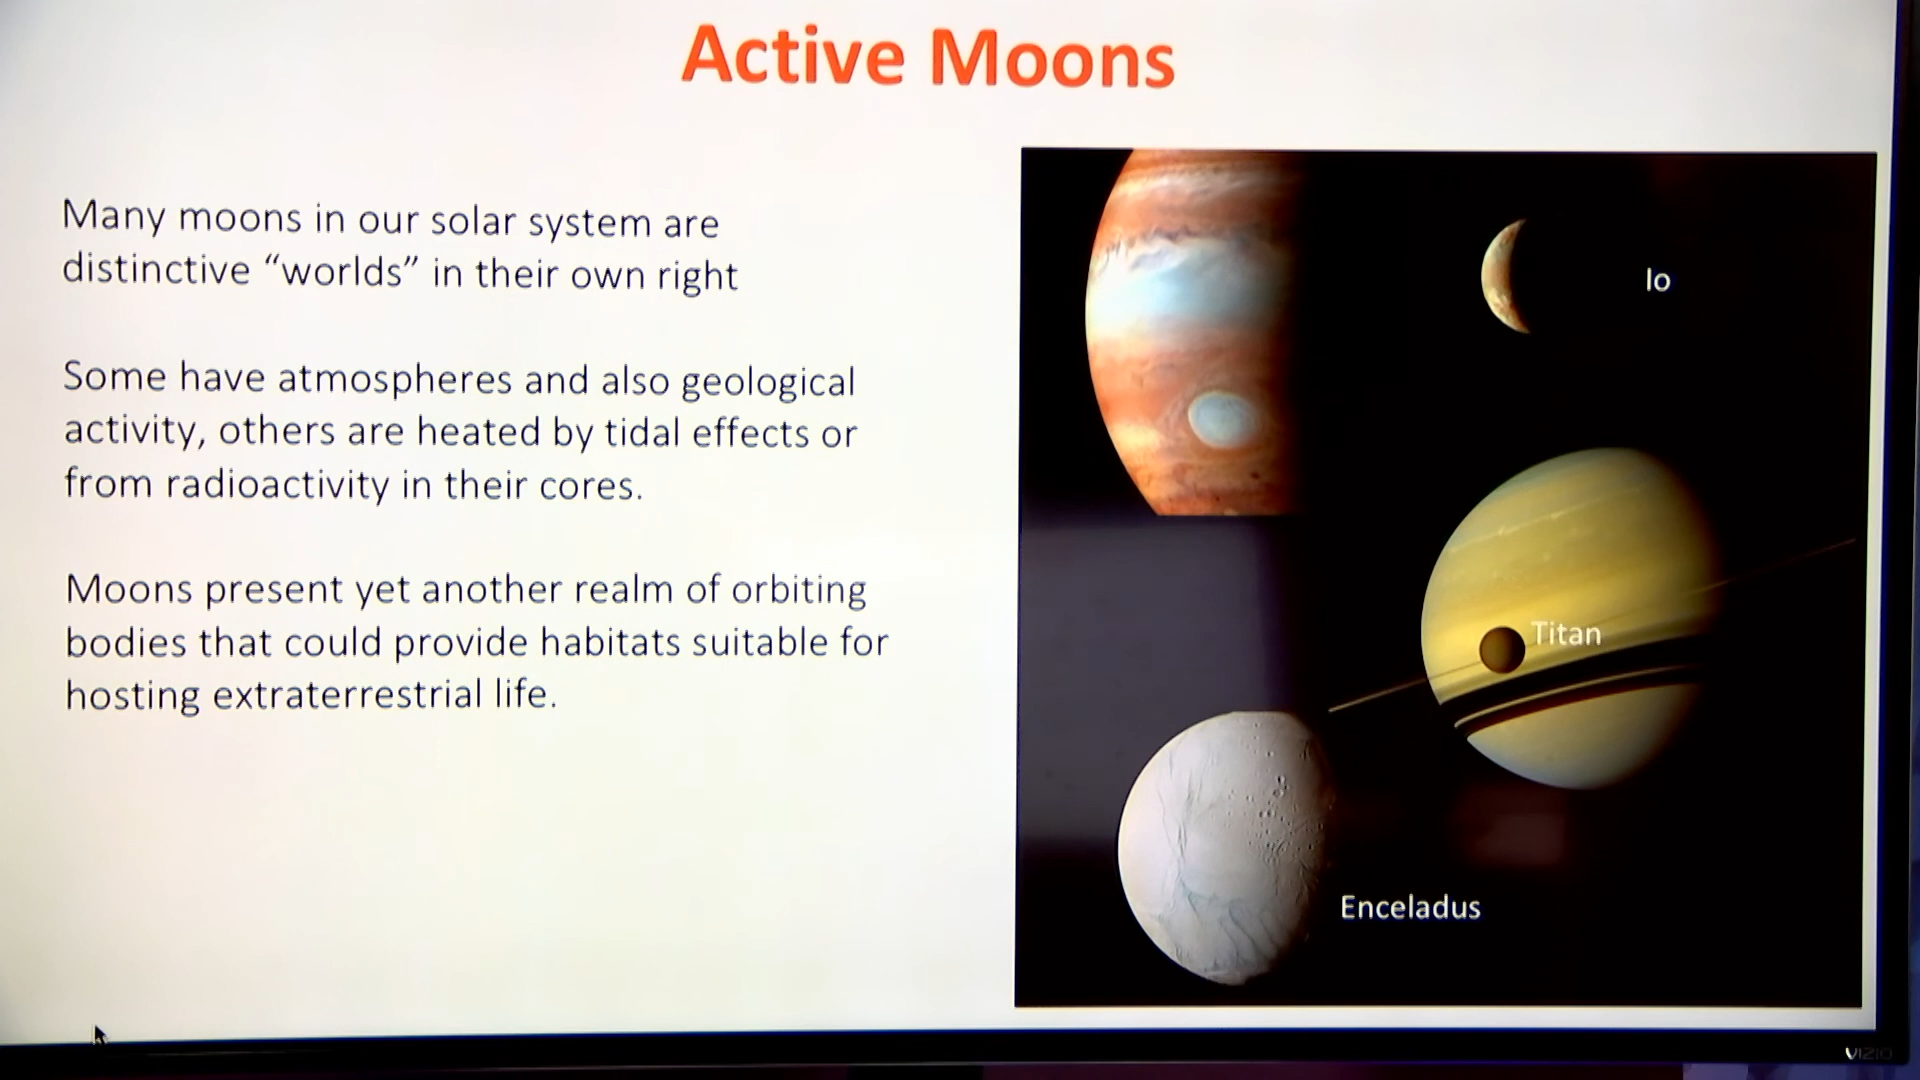 Active Moons
Many moons in our solar system are
distinctive “worlds” in their own right
Some have atmospheres and also geological
activity, others are heated by tidal effects or
from radioactivity in their cores.
Moons present yet another realm of orbiting
bodies that could provide habitats suitable for
hosting extraterrestrial life.
Io
Titan
Enceladus
VIZIO